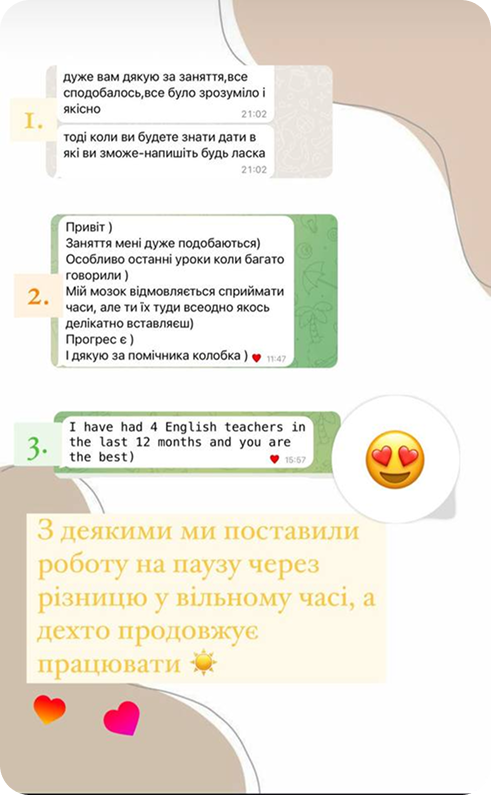 1.
дуже вам дякую за заняття,все
сподобалось,все було зрозуміло і
якісно
21:02
тоді коли ви будете знати дати в
які ви зможе-напишіть будь ласка
21:02
2.
Привіт )
Заняття мені дуже подобаються)
Особливо останні уроки коли багато
говорили )
Мій мозок відмовляється сприймати
часи, але ти їх туди всеодно якось
делікатно вставляєш)
Прогрес є )
І дякую за помічника колобка ) ❤️ 11:47
3.
I have had 4 English teachers in
the last 12 months and you are
the best)
❤️ 15:57
З деякими ми поставили
роботу на паузу через
різницю у вільному часі, а
дехто продовжує
працювати ☀️